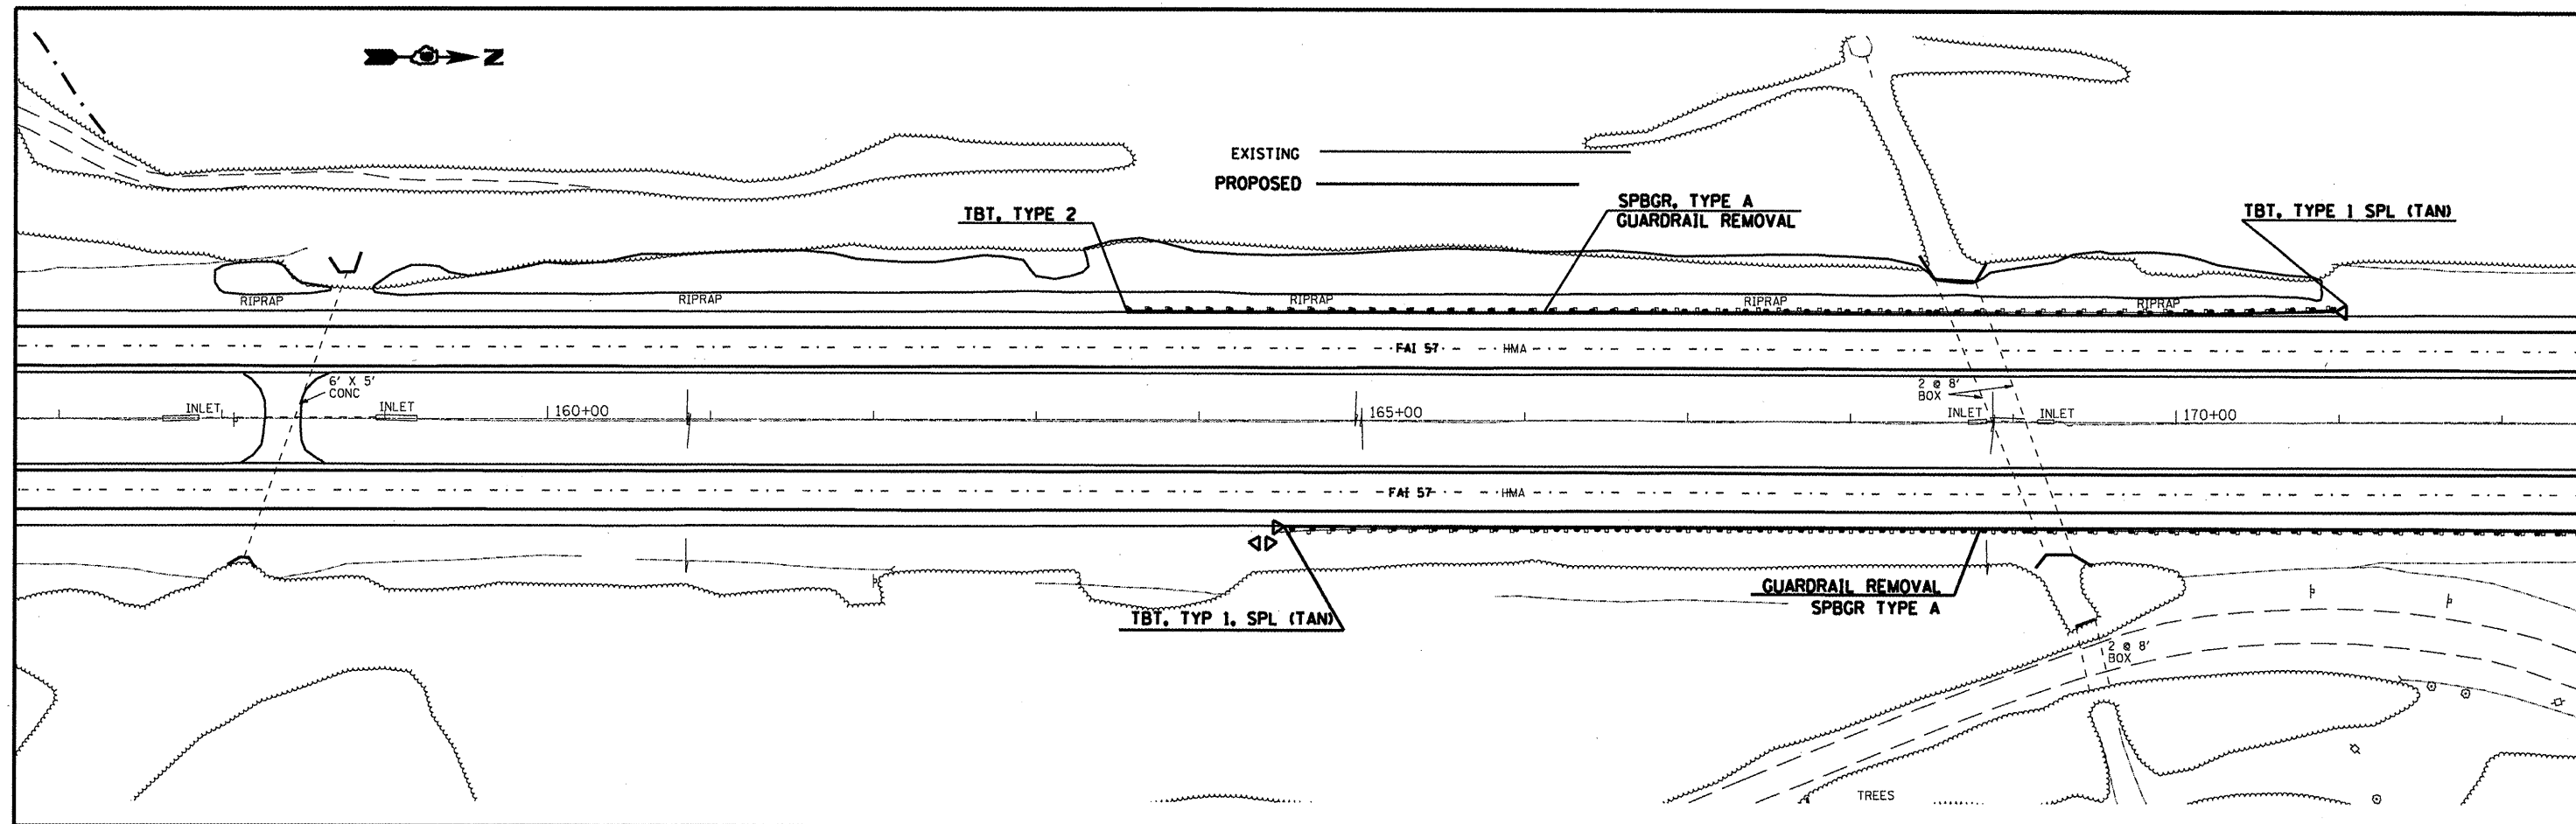 N
EXISTING
PROPOSED
TBT, TYPE 2
SPBGR, TYPE A
GUARDRAIL REMOVAL
TBT, TYPE 1 SPL (TAN)
RIPRAP
RIPRAP
RIPRAP
RIPRAP
RIPRAP
FAI 57
HMA
6' X 5'
CONC
2 @ 8'
BOX
INLET
INLET
160+00
165+00
INLET
INLET
170+00
FAI 57
HMA
GUARDRAIL REMOVAL
SPBGR TYPE A
TBT, TYP 1, SPL (TAN)
2 @ 8'
BOX
TREES